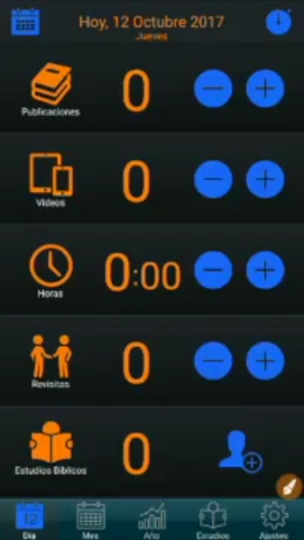 Hoy, 12 Octubre 2017
Jueves
Publicaciones
0
Videos
0
Horas
0:00
Revisitas
0
Estudios Bíblicos
0
12
Día
Mes
Año
Estudios
Ajustes